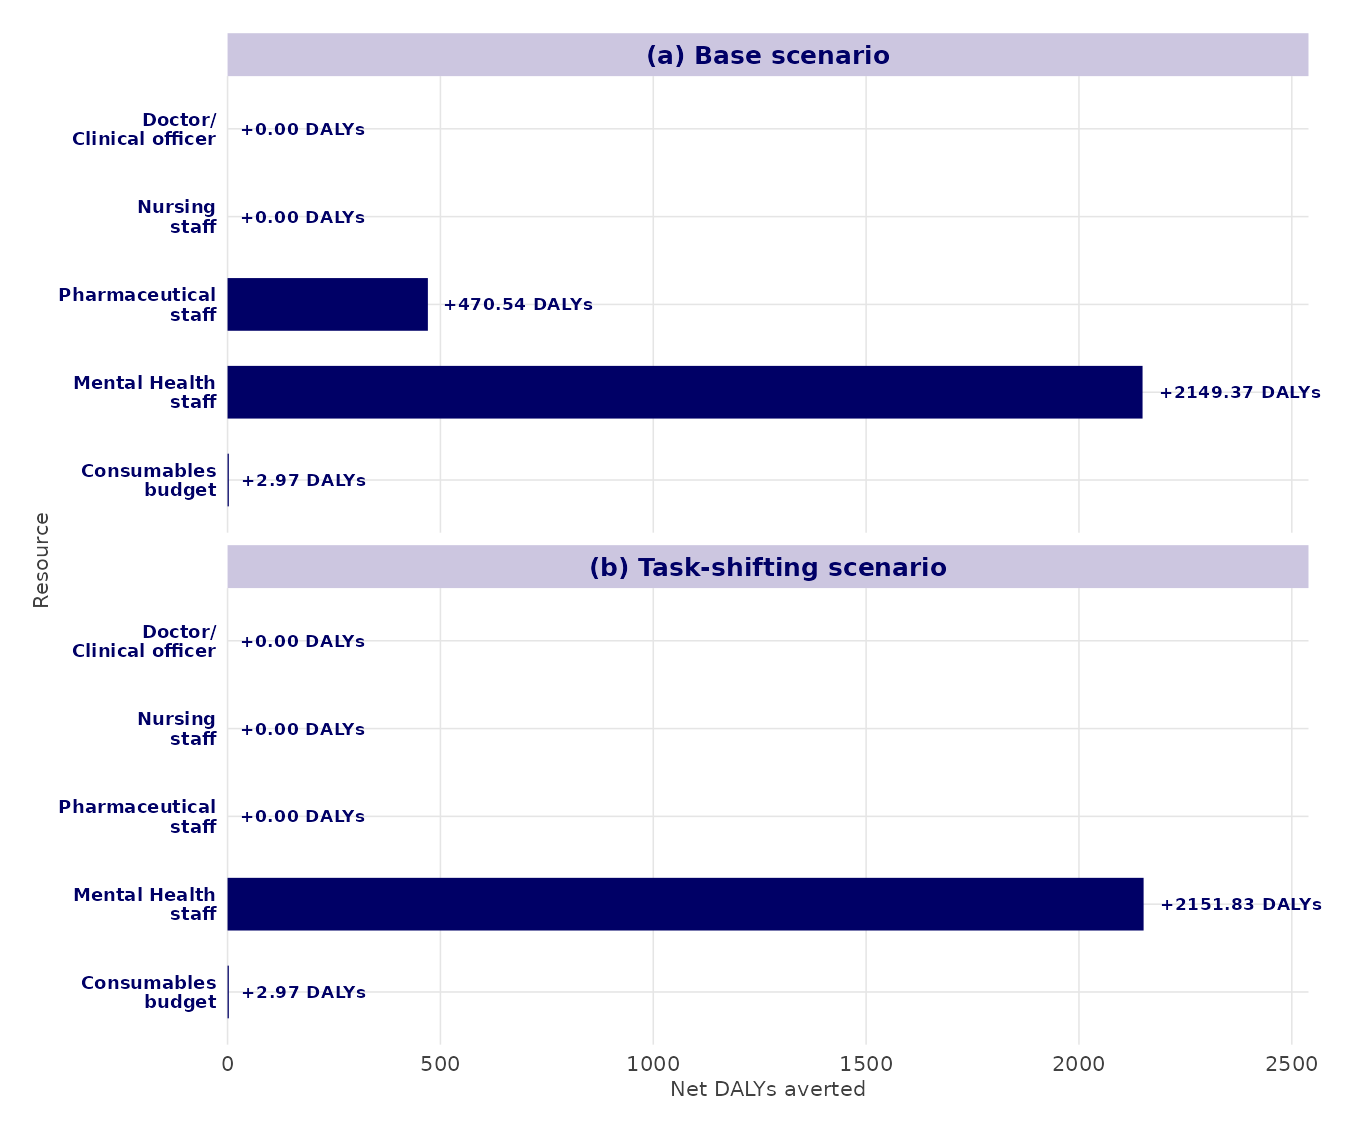 (a) Base scenario
Doctor/
Clinical officer
+0.00 DALYs
Nursing
staff
+0.00 DALYs
Pharmaceutical
staff
+470.54 DALYs
Mental Health
staff
+2149.37 DALYs
Consumables
budget
+2.97 DALYs
Resource
(b) Task-shifting scenario
Doctor/
Clinical officer
+0.00 DALYs
Nursing
staff
+0.00 DALYs
Pharmaceutical
staff
+0.00 DALYs
Mental Health
staff
+2151.83 DALYs
Consumables
budget
+2.97 DALYs
0 500 1000 1500 2000 2500
Net DALYs averted